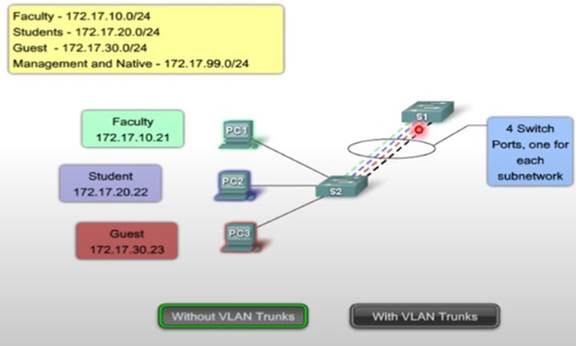 Faculty - 172.17.10.0/24
Students - 172.17.20.0/24
Guest - 172.17.30.0/24
Management and Native - 172.17.99.0/24
Faculty
172.17.10.21
PC1
S1
4 Switch
Ports, one for
each
subnetwork
Student
172.17.20.22
PC2
S2
Guest
172.17.30.23
PC3
Without VLAN Trunks
With VLAN Trunks